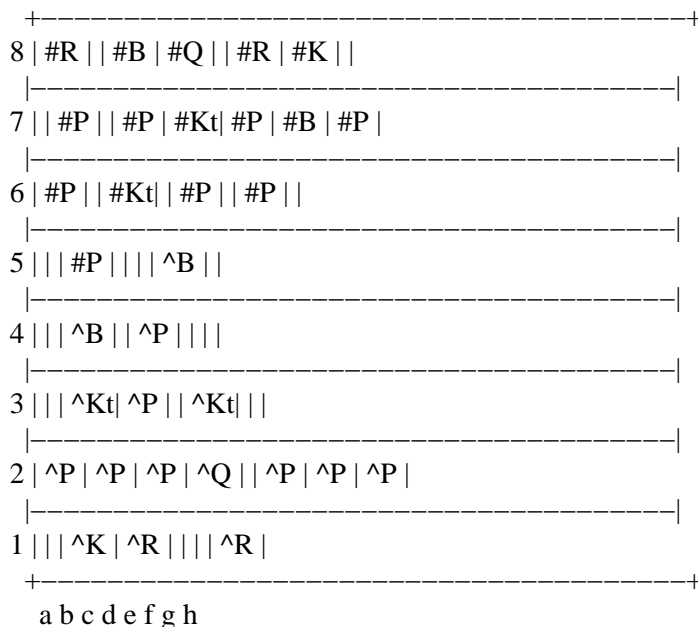 +−−−−−−−−−−−−−−−−−−−−−−−−−−−−−−−−−−−−−−−+
8 | #R | | #B | #Q | | #R | #K | |
|−−−−−−−−−−−−−−−−−−−−−−−−−−−−−−−−−−−−−−−|
7 | | #P | | #P | #Kt| #P | #B | #P |
|−−−−−−−−−−−−−−−−−−−−−−−−−−−−−−−−−−−−−−−|
6 | #P | | #Kt| | #P | | #P | |
|−−−−−−−−−−−−−−−−−−−−−−−−−−−−−−−−−−−−−−−|
5 | | | #P | | | | ^B | |
|−−−−−−−−−−−−−−−−−−−−−−−−−−−−−−−−−−−−−−−|
4 | | | ^B | | ^P | | | |
|−−−−−−−−−−−−−−−−−−−−−−−−−−−−−−−−−−−−−−−|
3 | | | ^Kt| ^P | | ^Kt| | |
|−−−−−−−−−−−−−−−−−−−−−−−−−−−−−−−−−−−−−−−|
2 | ^P | ^P | ^P | ^Q | | ^P | ^P | ^P |
|−−−−−−−−−−−−−−−−−−−−−−−−−−−−−−−−−−−−−−−|
1 | | | ^K | ^R | | | | ^R |
+−−−−−−−−−−−−−−−−−−−−−−−−−−−−−−−−−−−−−−−+
a b c d e f g h